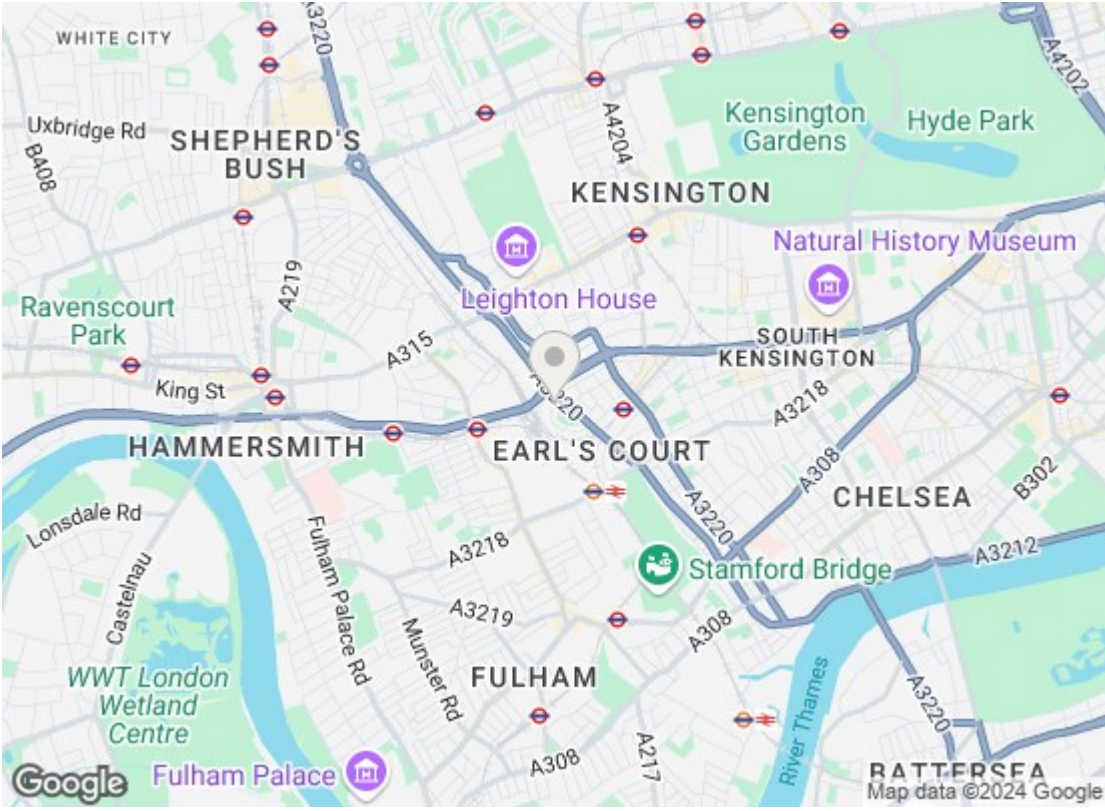 WHITE CITY
A3220
A4202
Uxbridge Rd
B408
SHEPHERD'S
BUSH
A4204
Kensington
Gardens
Hyde Park
KENSINGTON
A219
Natural History Museum
Leighton House
Ravenscourt
Park
A315
SOUTH
KENSINGTON
King St
A3220
A3218
HAMMERSMITH
EARL'S COURT
A308
B302
CHELSEA
Lonsdale Rd
A3220
Fulham Palace Rd
A3218
A3212
Castelnau
Stamford Bridge
A3219
A308
Munster Rd
WWT London
Wetland
Centre
FULHAM
River Thames
A3220
A308
A217
Fulham Palace
BATTERSEA
Google
Map data ©2024 Google